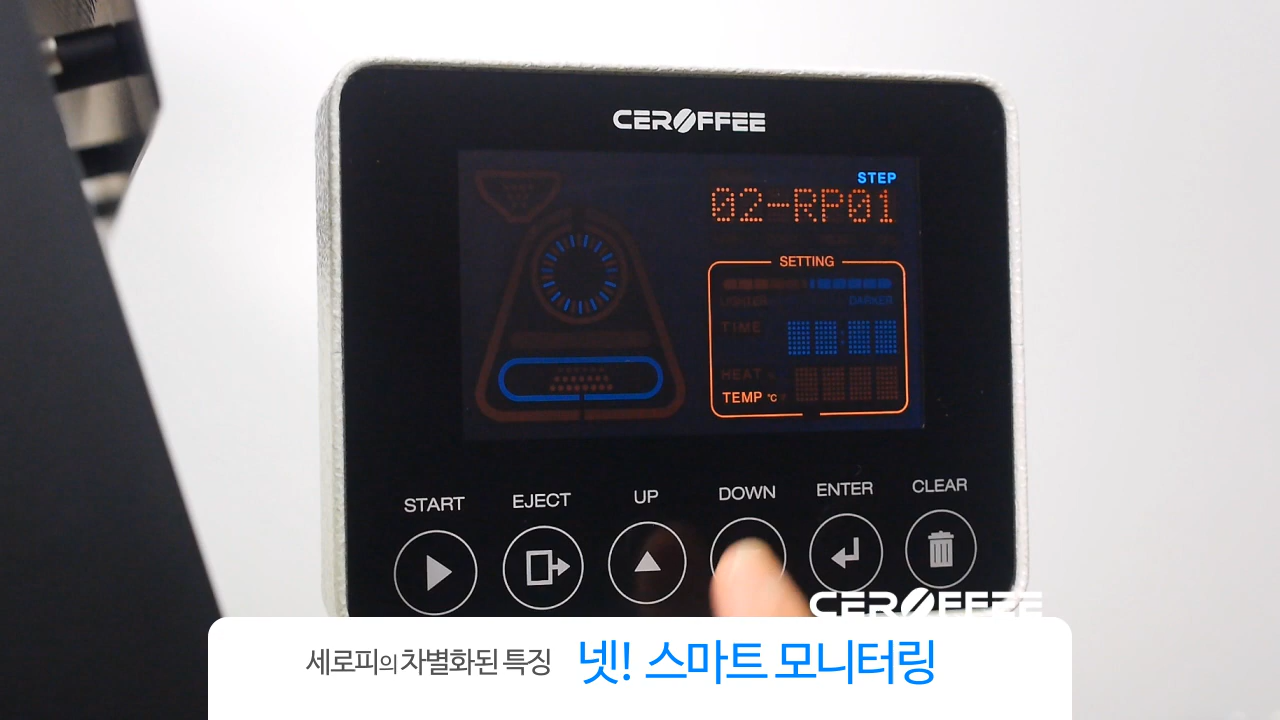 CEROFFEE
STEP
02-RP01
SETTING
LIGHTER DARKER
TIME
HEAT %
TEMP °C °F
START EJECT UP DOWN ENTER CLEAR
CEROFFEE
세로피의 차별화된 특징 넷! 스마트 모니터링